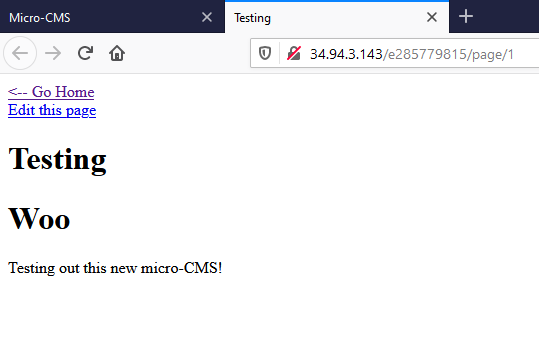 Micro-CMS
Testing
34.94.3.143/e285779815/page/1
<-- Go Home
Edit this page
Testing
Woo
Testing out this new micro-CMS!